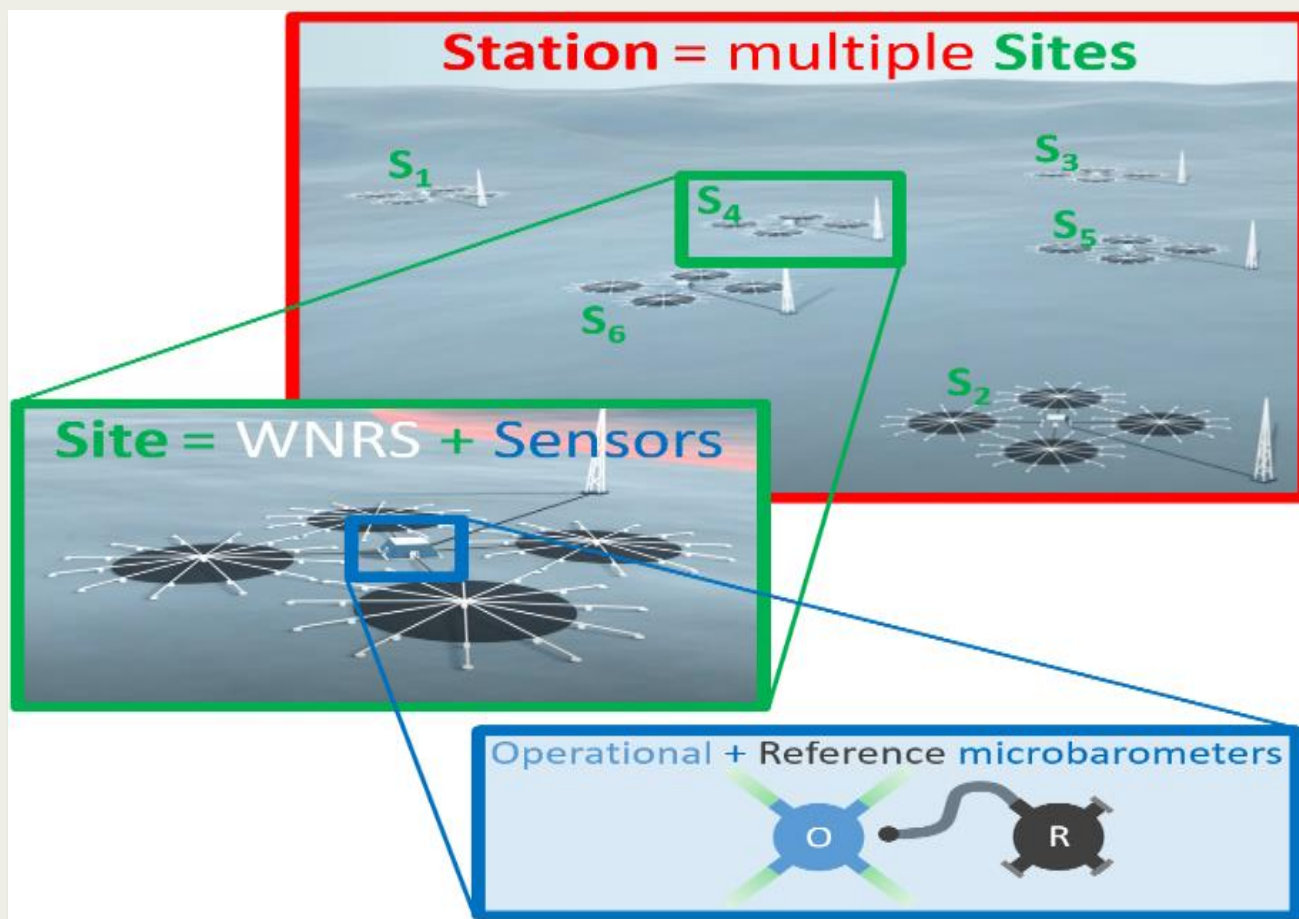 Station = multiple Sites
S₁
S₃
S₄
S₅
S₆
S₂
Site = WNRS + Sensors
Operational + Reference microbarometers
O
R